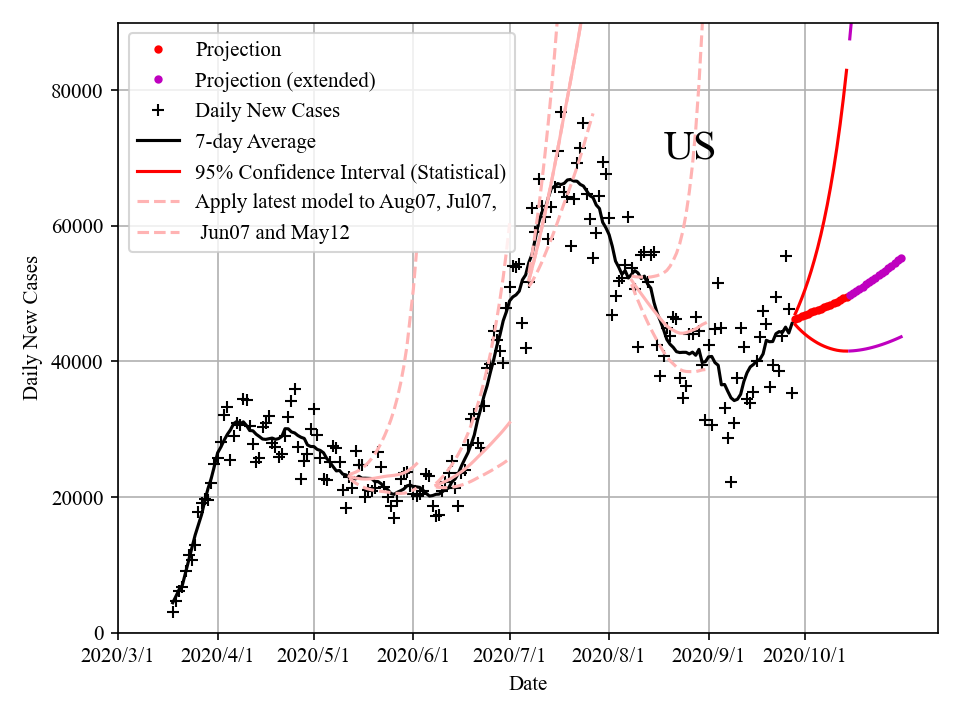 Projection
Projection (extended)
Daily New Cases
7-day Average
95% Confidence Interval (Statistical)
Apply latest model to Aug07, Jul07,
Jun07 and May12
US
80000
60000
40000
20000
0
Daily New Cases
2020/3/1 2020/4/1 2020/5/1 2020/6/1 2020/7/1 2020/8/1 2020/9/1 2020/10/1
Date